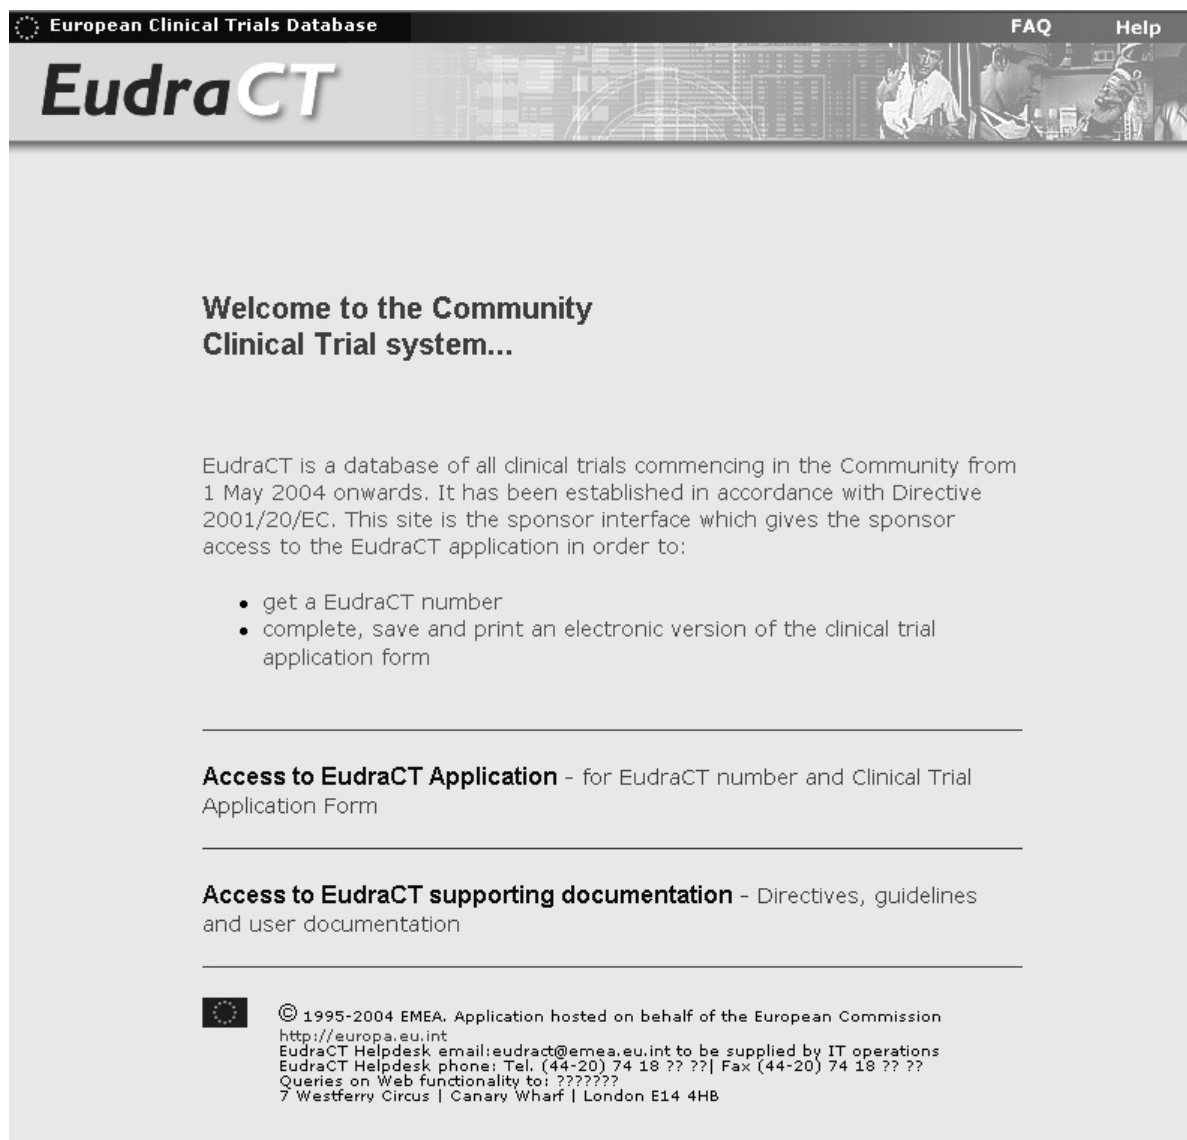 European Clinical Trials Database
FAQ Help
EudraCT
Welcome to the Community
Clinical Trial system...
EudraCT is a database of all clinical trials commencing in the Community from
1 May 2004 onwards. It has been established in accordance with Directive
2001/20/EC. This site is the sponsor interface which gives the sponsor
access to the EudraCT application in order to:
• get a EudraCT number
• complete, save and print an electronic version of the clinical trial
application form
Access to EudraCT Application - for EudraCT number and Clinical Trial
Application Form
Access to EudraCT supporting documentation - Directives, guidelines
and user documentation
© 1995-2004 EMEA. Application hosted on behalf of the European Commission
http://europa.eu.int
EudraCT Helpdesk email:eudract@emea.eu.int to be supplied by IT operations
EudraCT Helpdesk phone: Tel. (44-20) 74 18 ?? ??| Fax (44-20) 74 18 ?? ??
Queries on Web functionality to: ???????
7 Westferry Circus | Canary Wharf | London E14 4HB